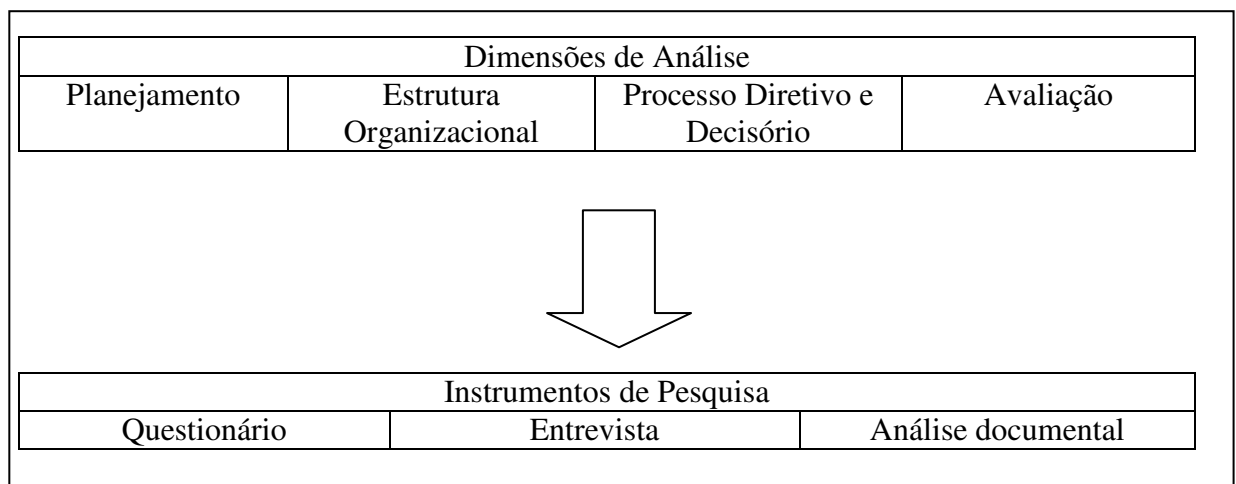 Dimensões de Análise
Planejamento Estrutura Processo Diretivo e Avaliação
Organizacional Decisório
Instrumentos de Pesquisa
Questionário Entrevista Análise documental